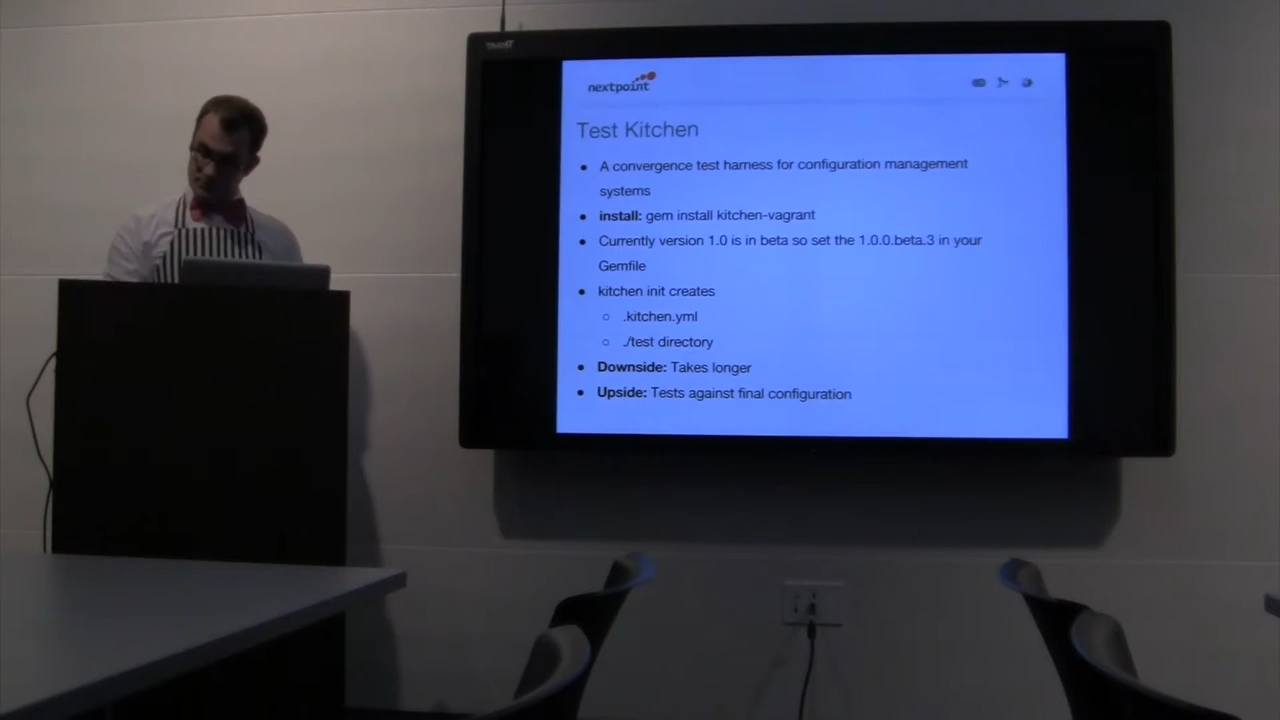 nextpoint
Test Kitchen
• A convergence test harness for configuration management
systems
• install: gem install kitchen-vagrant
• Currently version 1.0 is in beta so set the 1.0.0.beta.3 in your
Gemfile
• kitchen init creates
○ .kitchen.yml
○ ./test directory
• Downside: Takes longer
• Upside: Tests against final configuration